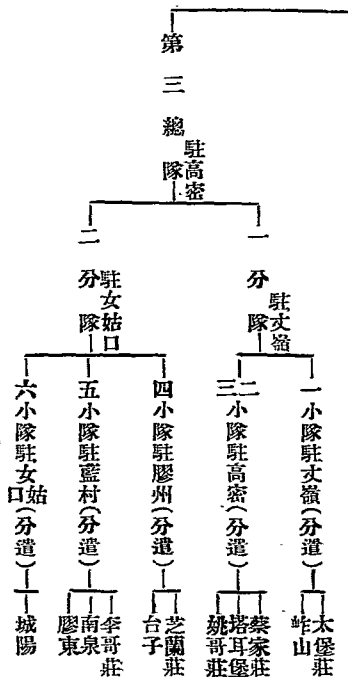 第三總隊駐高密
一分隊駐丈嶺
二分隊駐女姑口
一小隊駐丈嶺(分遣)
太堡莊
岞山
二三小隊駐高密(分遣)
蔡家莊
塔耳堡
姚哥莊
四小隊駐膠州(分遣)
芝蘭莊
台子
五小隊駐藍村(分遣)
李哥莊
南泉
膠東
六小隊駐女姑口(分遣)
城陽